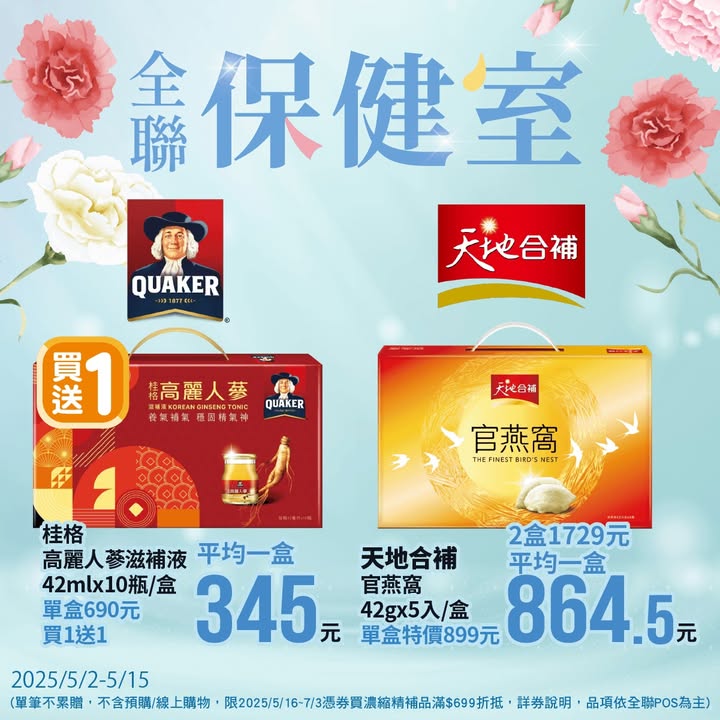 全聯
保健室
QUAKER
1877
®
天地合補
買1送
桂格高麗人蔘
滋補液 KOREAN GINSENG TONIC
養氣補氣 穩固精氣神
QUAKER
天地合補
官燕窩
THE FINEST BIRD'S NEST
桂格
高麗人蔘滋補液
42mlx10瓶/盒
單盒690元
買1送1
平均一盒
345元
天地合補
官燕窩
42gx5入/盒
單盒特價899元
2盒1729元
平均一盒
864.5元
2025/5/2-5/15
(單筆不累贈，不含預購/線上購物，限2025/5/16~7/3憑券買濃縮精補品滿$699折抵，詳券說明，品項依全聯POS為主)